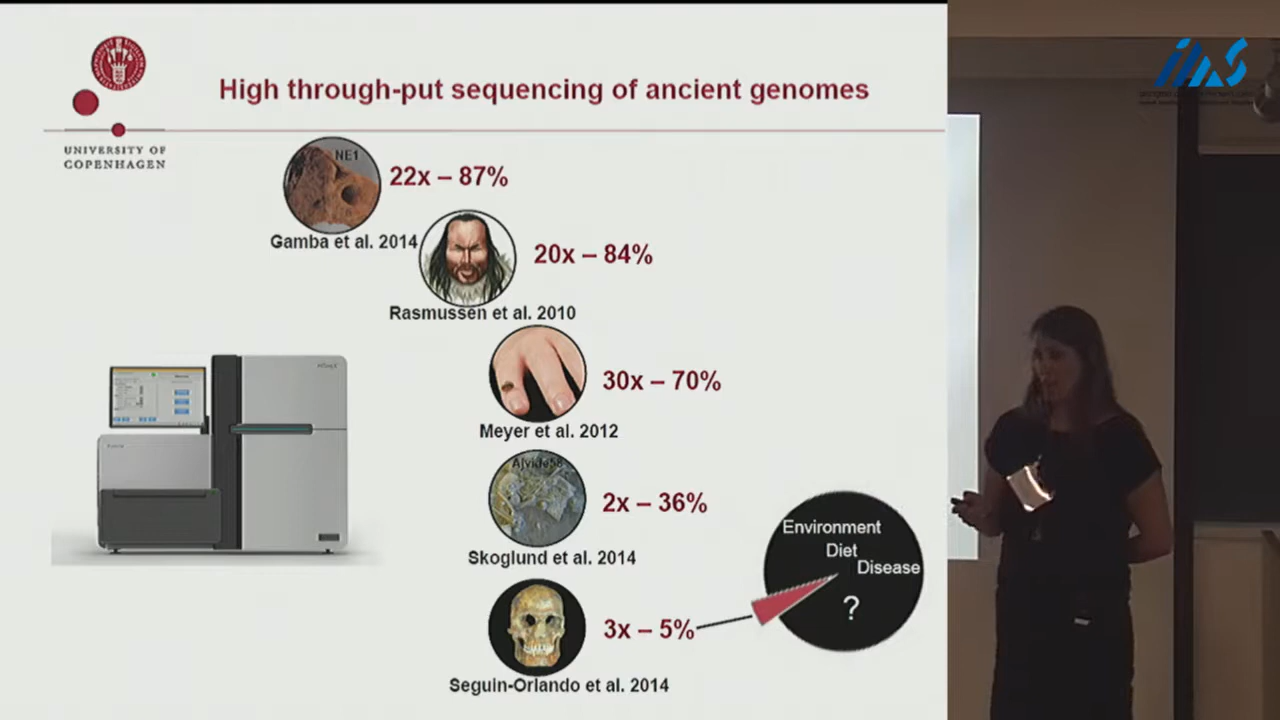 High through-put sequencing of ancient genomes
UNIVERSITY OF
COPENHAGEN
NE1
22x – 87%
Gamba et al. 2014
20x – 84%
Rasmussen et al. 2010
30x – 70%
Meyer et al. 2012
2x – 36%
Skoglund et al. 2014
3x – 5%
Seguin-Orlando et al. 2014
Environment
Diet
Disease
?